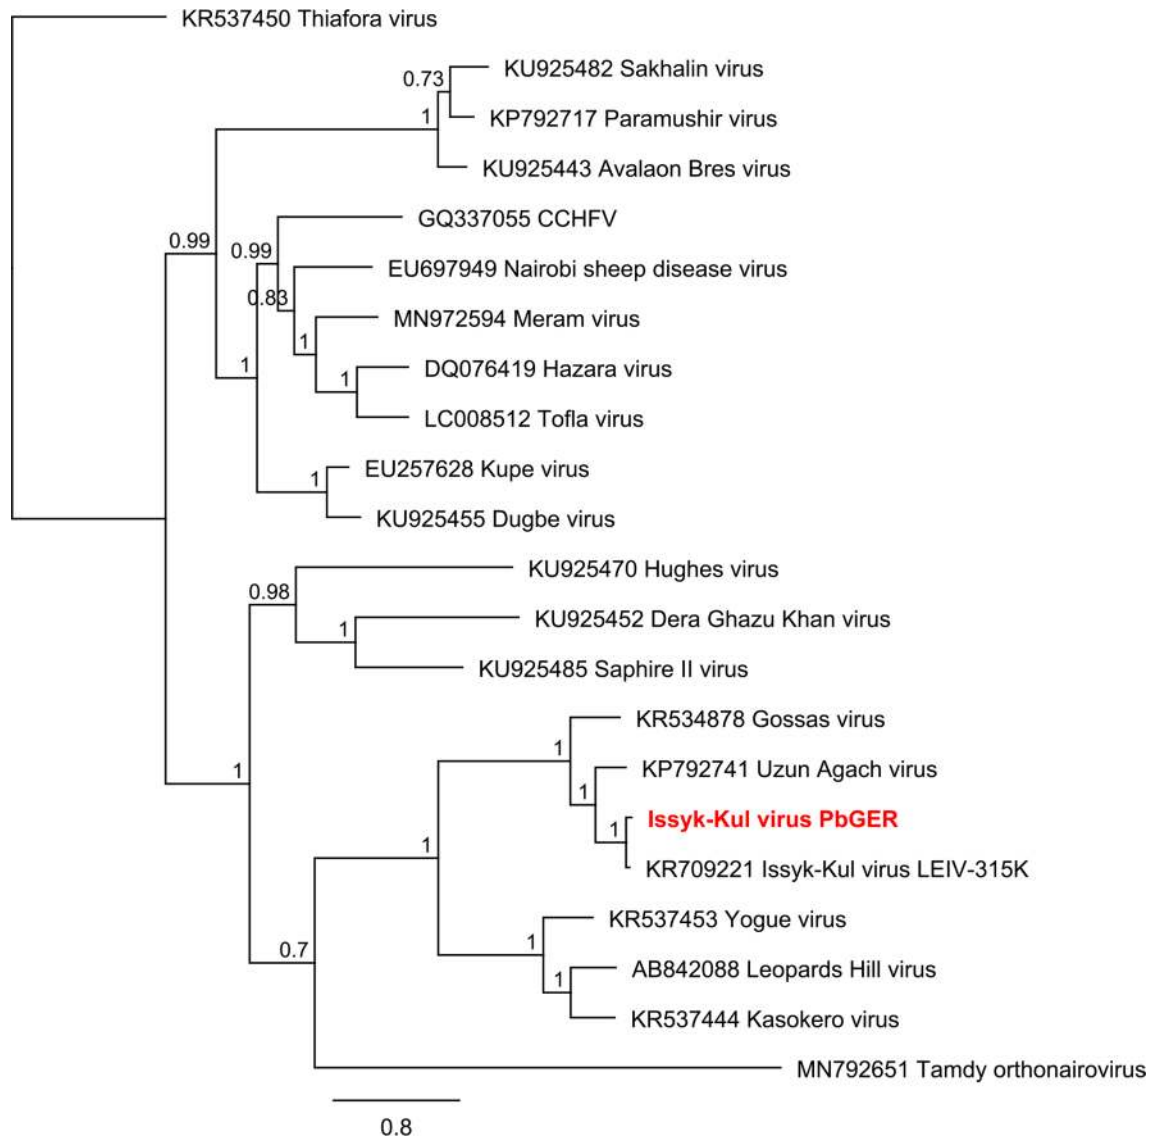 KR537450 Thiafora virus
KU925482 Sakhalin virus
0.73
KP792717 Paramushir virus
1
KU925443 Avalaon Bres virus
GQ337055 CCHFV
0.99
0.99
EU697949 Nairobi sheep disease virus
0.83
MN972594 Meram virus
1
DQ076419 Hazara virus
1
1
LC008512 Tofla virus
EU257628 Kupe virus
1
KU925455 Dugbe virus
KU925470 Hughes virus
0.98
KU925452 Dera Ghazu Khan virus
1
KU925485 Saphire II virus
KR534878 Gossas virus
1
KP792741 Uzun Agach virus
1
1
Issyk-Kul virus PbGER
1
1
KR709221 Issyk-Kul virus LEIV-315K
KR537453 Yogue virus
1
0.7
AB842088 Leopards Hill virus
1
KR537444 Kasokero virus
MN792651 Tamdy orthonairovirus
0.8